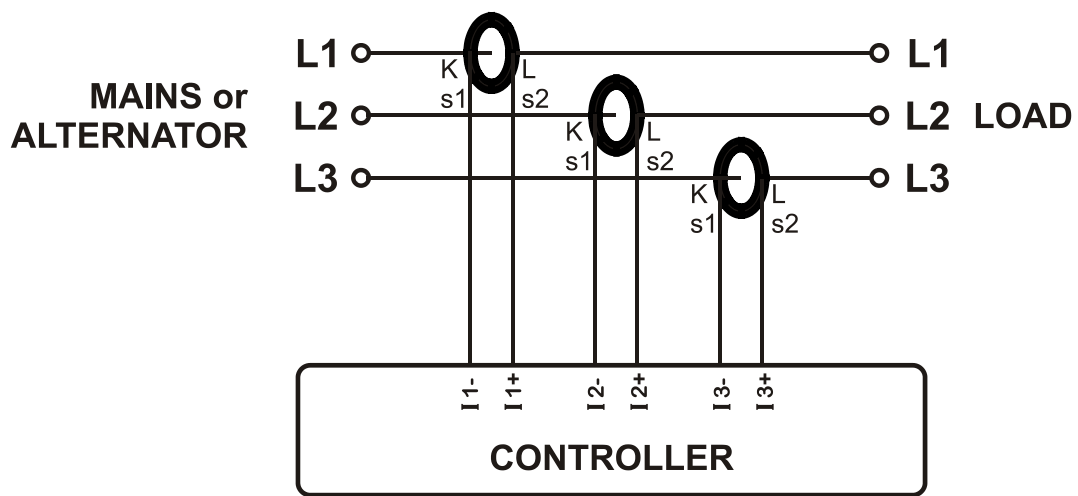 L1 L1
K L
s1 s2
MAINS or
ALTERNATOR
L2 L2 LOAD
K L
s1 s2
L3 L3
K L
s1 s2
I1- I1+ I2- I2+ I3- I3+
CONTROLLER